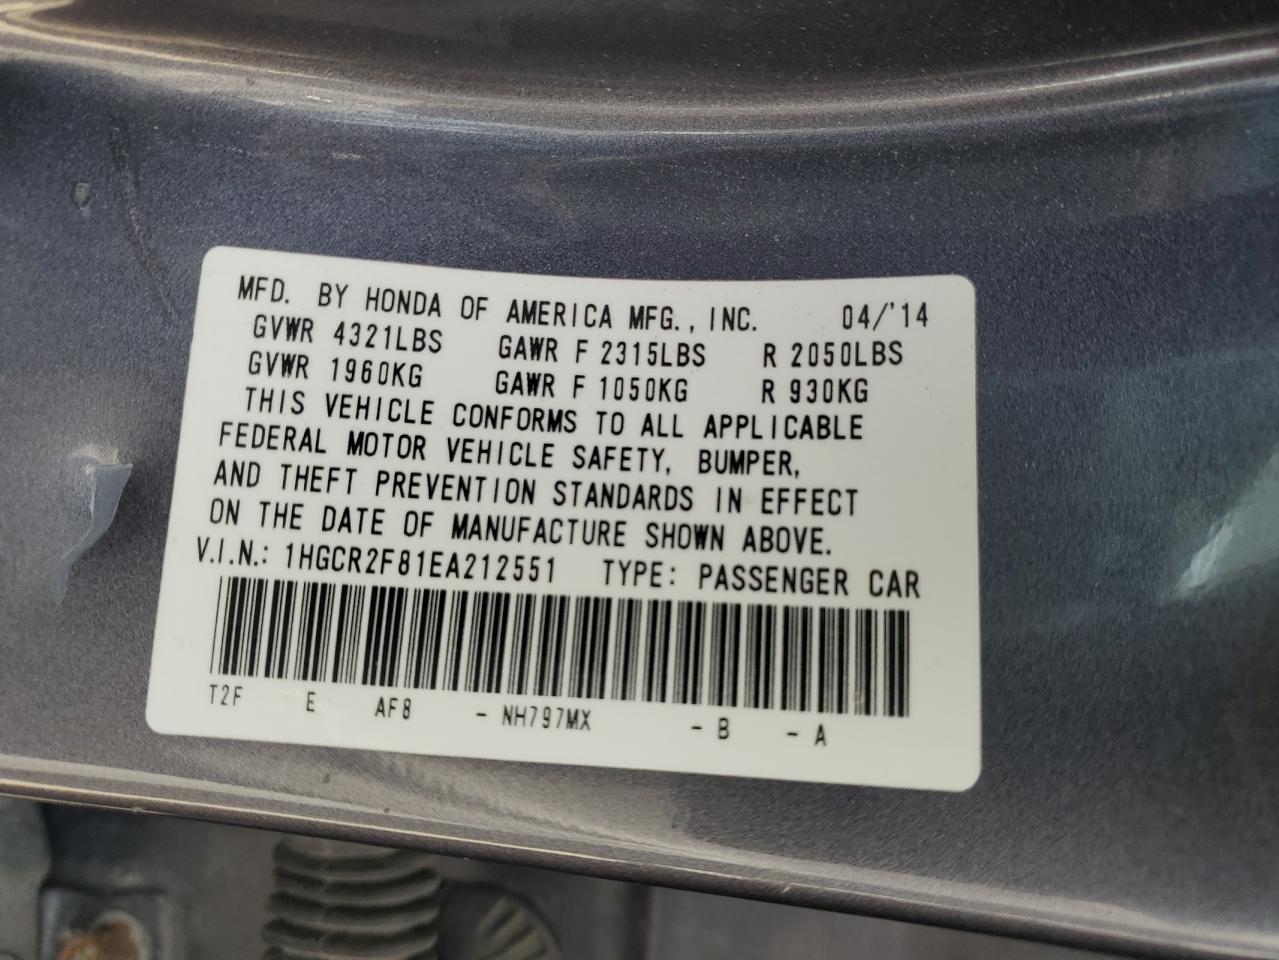 MFD. BY HONDA OF AMERICA MFG., INC. 04/'14
GVWR 4321LBS GAWR F 2315LBS R 2050LBS
GVWR 1960KG GAWR F 1050KG R 930KG
THIS VEHICLE CONFORMS TO ALL APPLICABLE
FEDERAL MOTOR VEHICLE SAFETY, BUMPER,
AND THEFT PREVENTION STANDARDS IN EFFECT
ON THE DATE OF MANUFACTURE SHOWN ABOVE.
V.I.N.: 1HGCR2F81EA212551 TYPE: PASSENGER CAR
T2F E AF8 - NH797MX - B - A